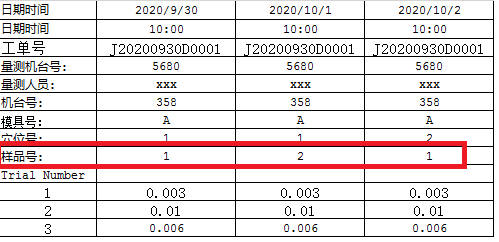 日期时间 2020/9/30 2020/10/1 2020/10/2
日期时间 10:00 10:00 10:00
工单号 J20200930D0001 J20200930D0001 J20200930D0001
量测机台号: 5680 5680 5680
量测人员: xxx xxx xxx
机台号: 358 358 358
模具号: A A A
穴位号: 1 1 2
样品号: 1 2 1
Trial Number
1 0.003 0.003 0.003
2 0.01 0.01 0.01
3 0.006 0.006 0.006